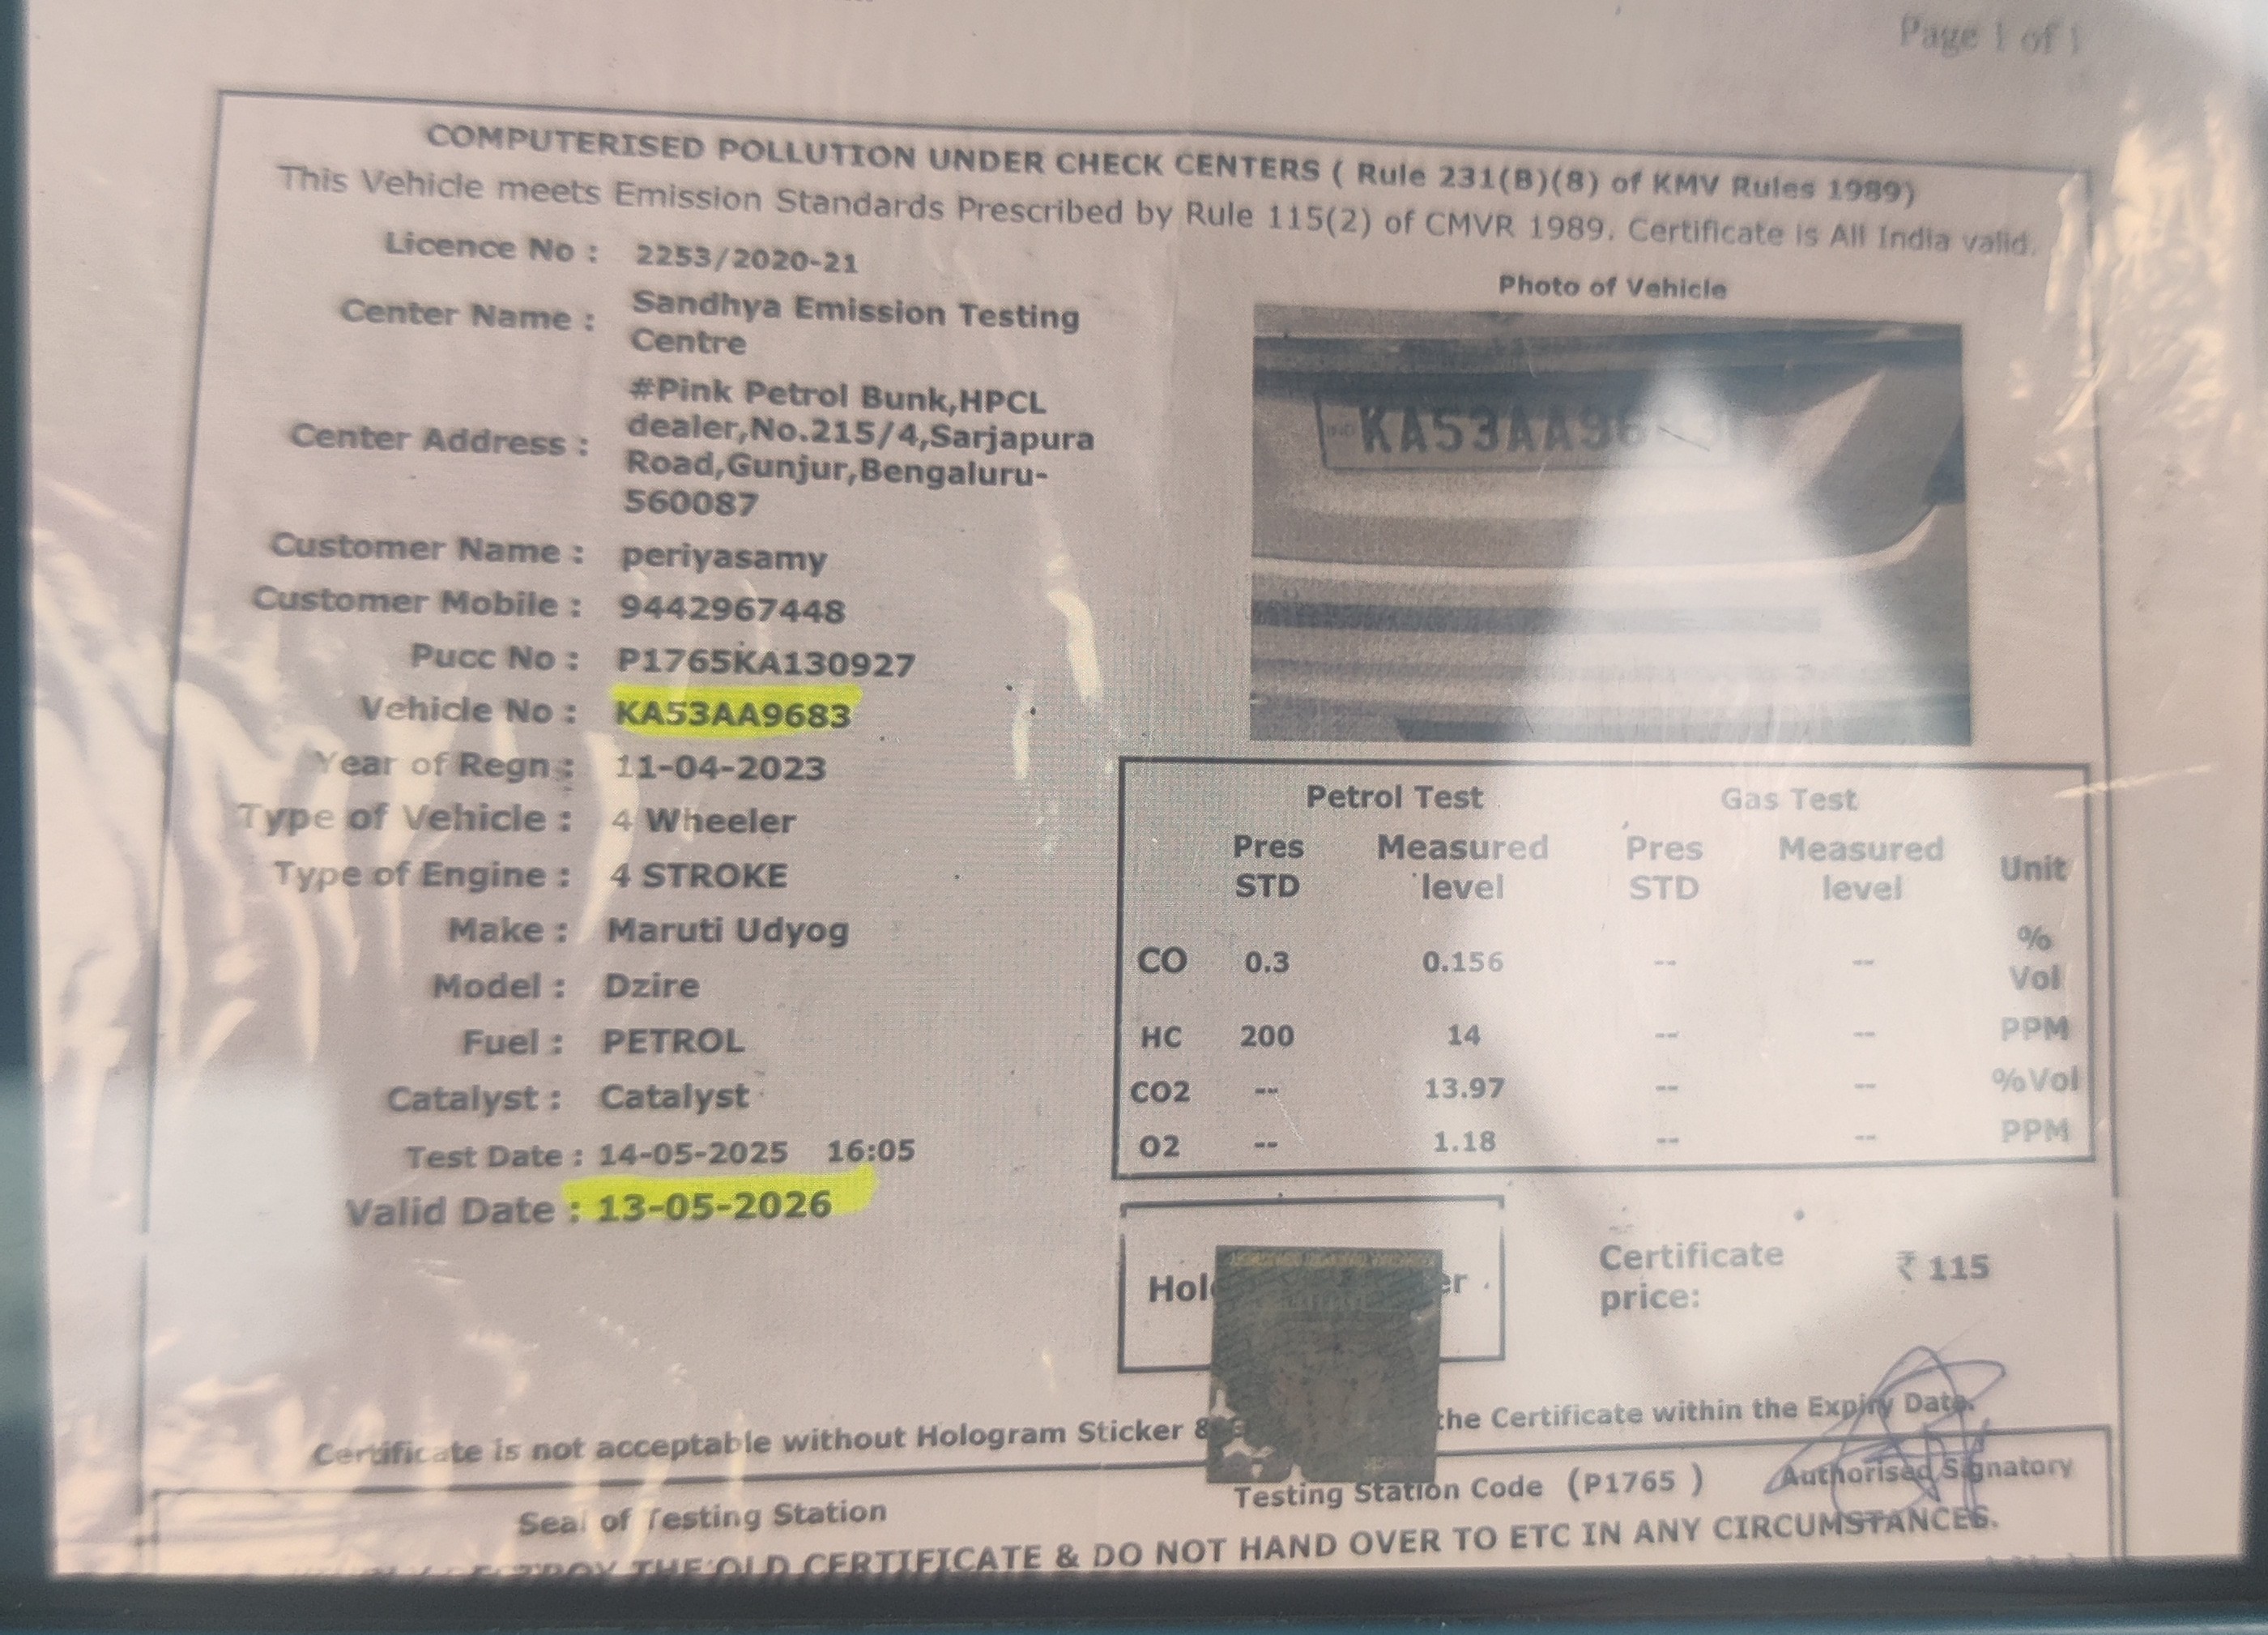 Page 1 of 1
COMPUTERISED POLLUTION UNDER CHECK CENTERS ( Rule 231(B)(8) of KMV Rules 1989)
This Vehicle meets Emission Standards Prescribed by Rule 115(2) of CMVR 1989. Certificate is All India valid.
Licence No : 2253/2020-21
Center Name : Sandhya Emission Testing
Centre
Center Address : #Pink Petrol Bunk,HPCL
dealer,No.215/4,Sarjapura
Road,Gunjur,Bengaluru-
560087
Customer Name : periyasamy
Customer Mobile : 9442967448
Pucc No : P1765KA130927
Vehicle No : KA53AA9683
Year of Regn : 11-04-2023
Type of Vehicle : 4 Wheeler
Type of Engine : 4 STROKE
Make : Maruti Udyog
Model : Dzire
Fuel : PETROL
Catalyst : Catalyst
Test Date : 14-05-2025 16:05
Valid Date : 13-05-2026
Photo of Vehicle
KA53AA96
Petrol Test Gas Test
Pres STD Measured level Pres STD Measured level Unit
CO 0.3 0.156 -- -- % Vol
HC 200 14 -- -- PPM
CO2 -- 13.97 -- -- %Vol
O2 -- 1.18 -- -- PPM
Certificate price: ₹ 115
Certificate is not acceptable without Hologram Sticker & the Certificate within the Expiry Date.
Seal of Testing Station
Testing Station Code (P1765 ) Authorised Signatory
THE OLD CERTIFICATE & DO NOT HAND OVER TO ETC IN ANY CIRCUMSTANCES.